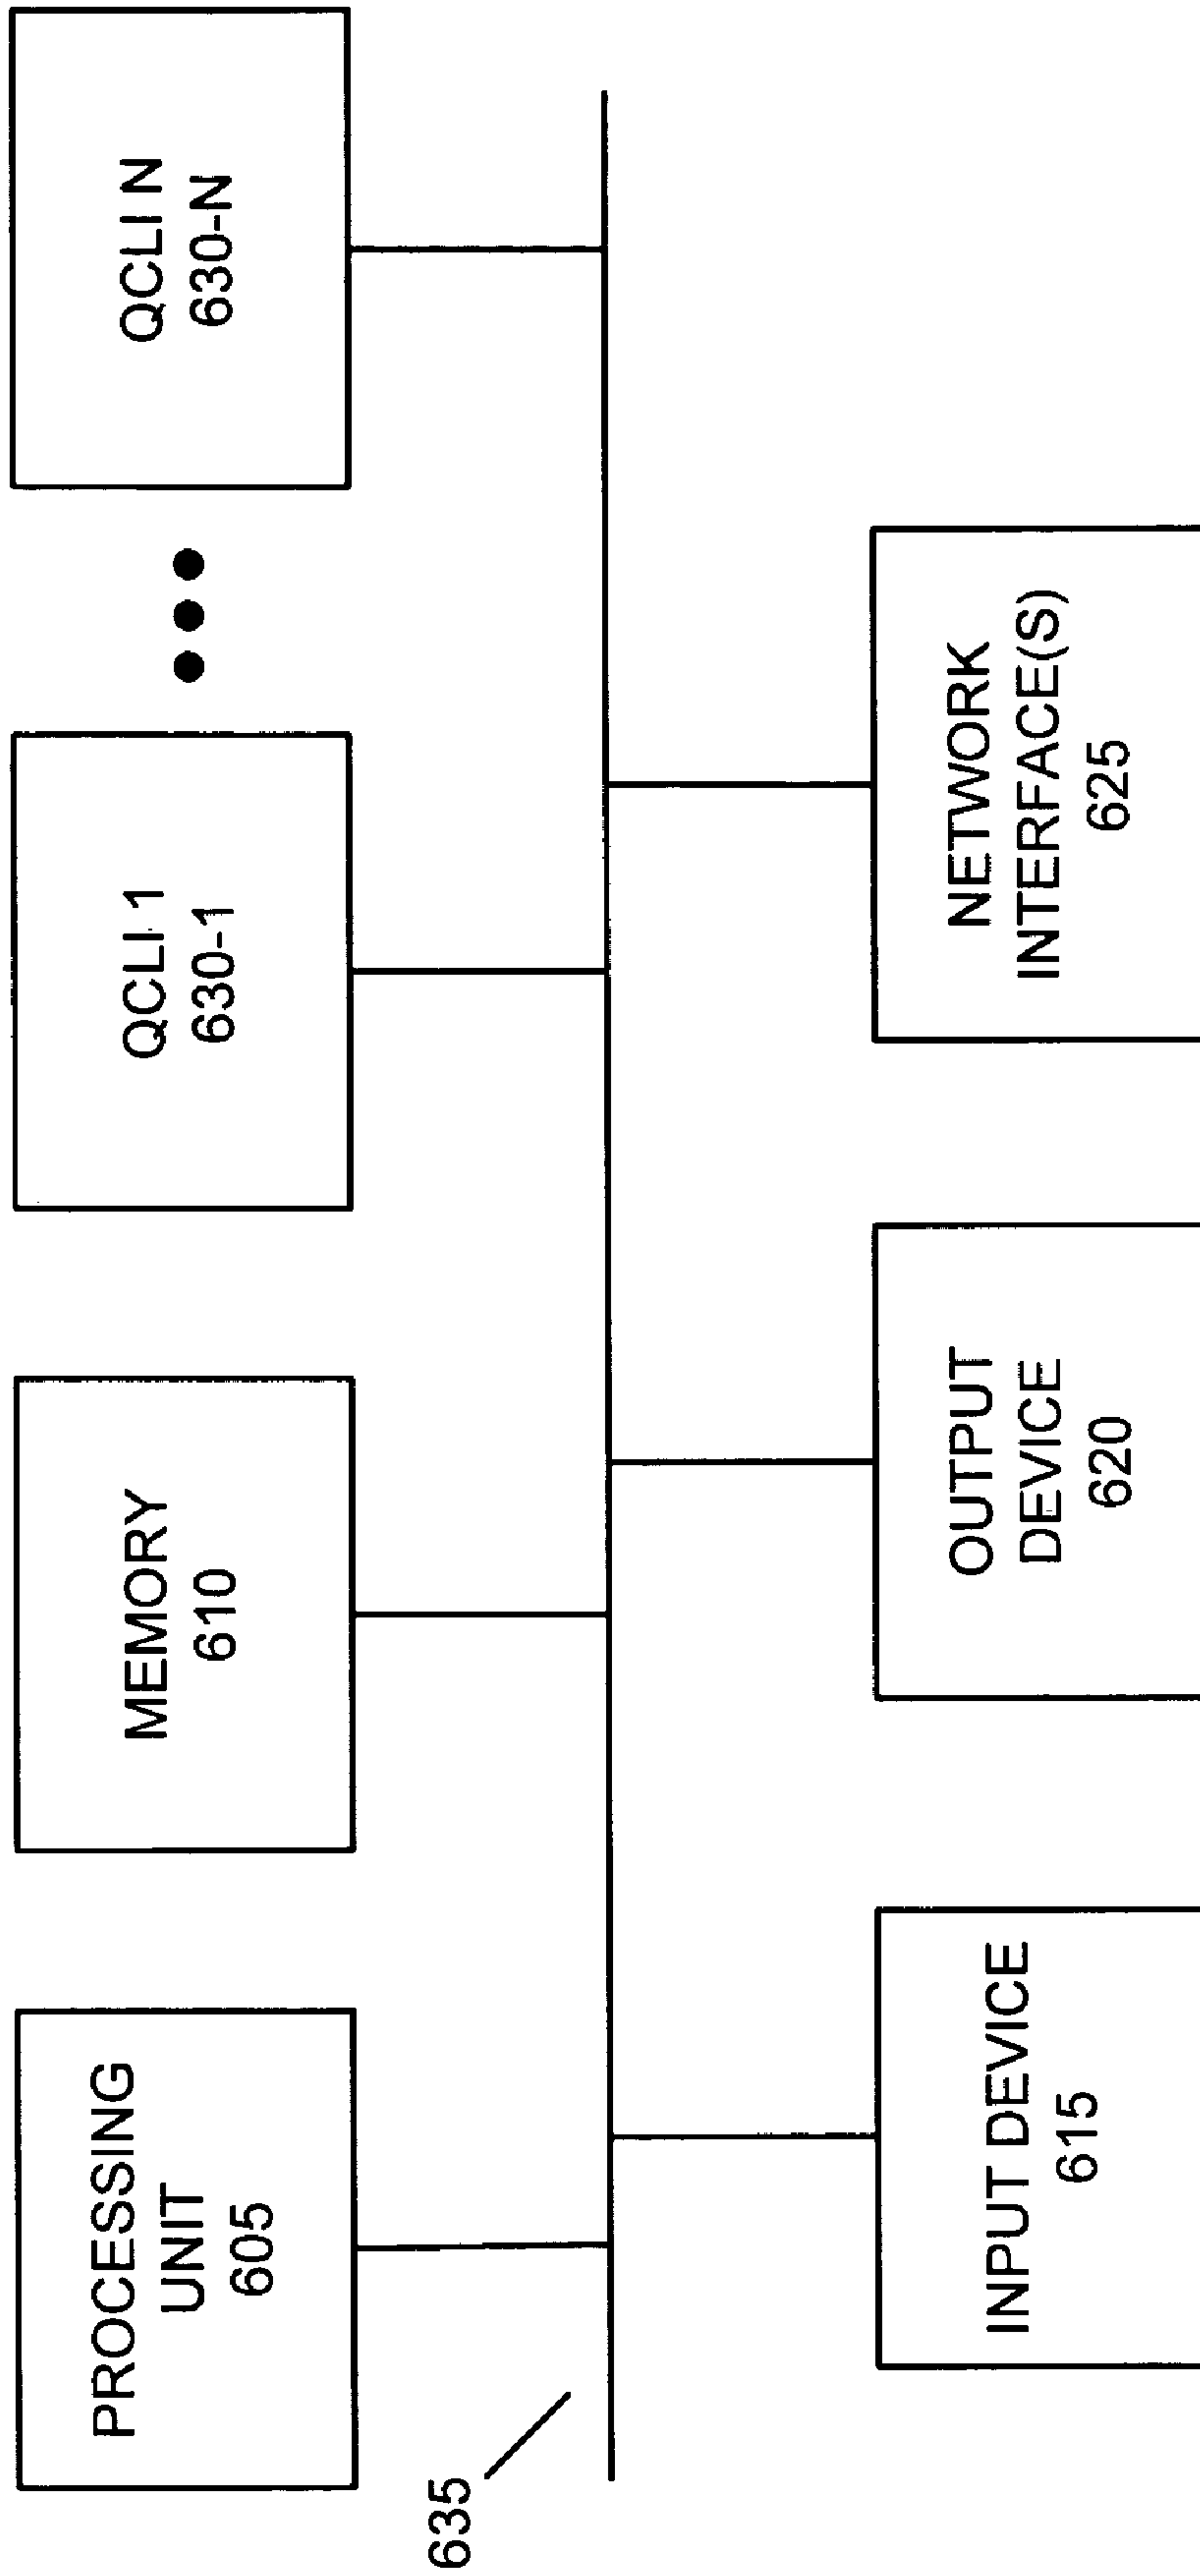 PROCESSING
UNIT
605
MEMORY
610
QCLI 1
630-1
QCLI N
630-N
635
INPUT DEVICE
615
OUTPUT
DEVICE
620
NETWORK
INTERFACE(S)
625